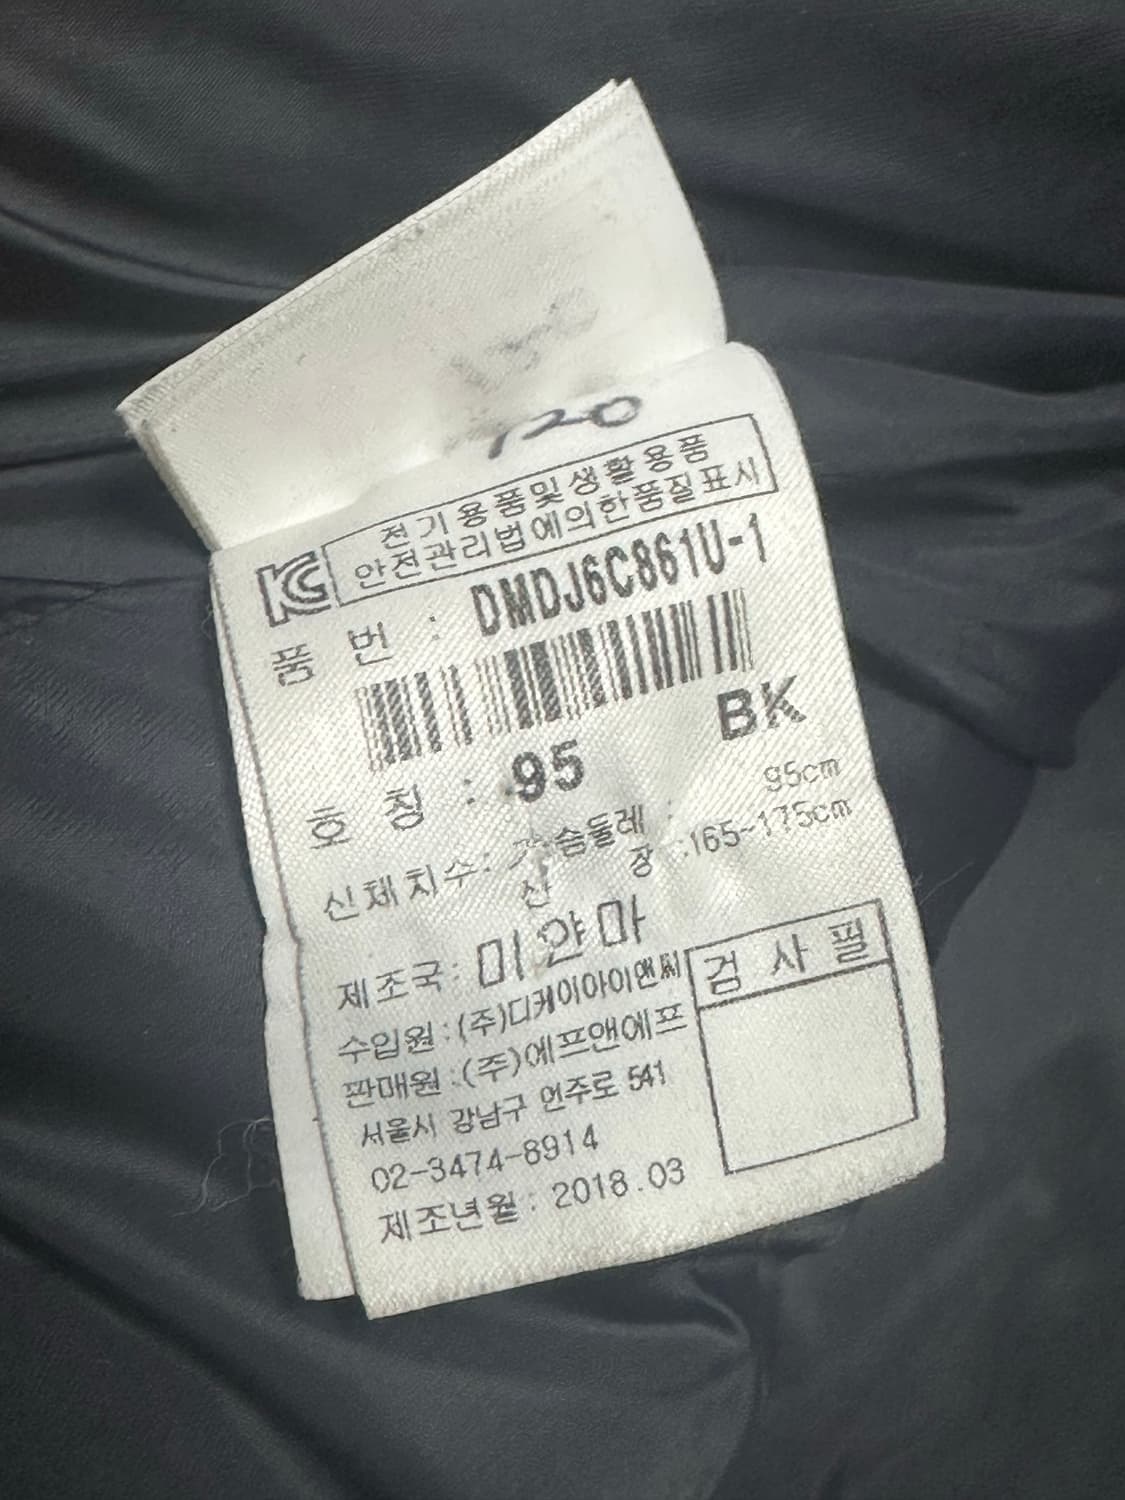 120
전기용품및생활용품
안전관리법에의한품질표시
품 번 : DMDJ6C861U-1
BK
호 칭 : 95
신체치수: 가슴둘레 : 95cm
신 장 :165~175cm
제조국: 미얀마
검 사 필
수입원:(주)디케이아이앤씨
판매원:(주)에프앤에프
서울시 강남구 언주로 541
02-3474-8914
제조년월: 2018.03